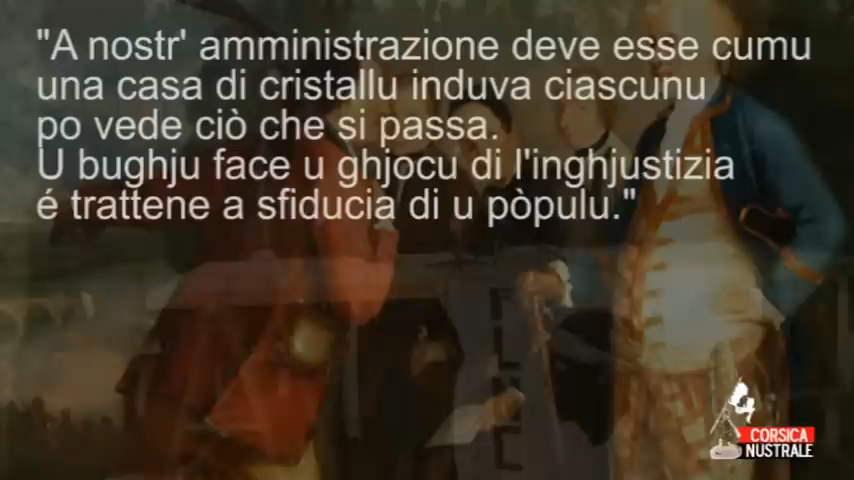 "A nostr' amministrazione deve esse cumu
una casa di cristallu induva ciascunu
po vede ciò che si passa.
U bughju face u ghjocu di l'inghjustizia
é trattene a sfiducia di u pòpulu."
FLNC
CORSICA
NUSTRALE